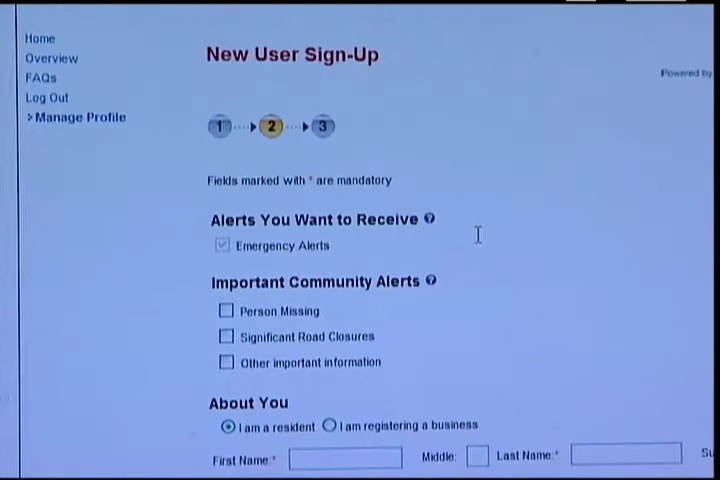 Home
Overview
FAQs
Log Out
> Manage Profile
New User Sign-Up
Powered by
1 2 3
Fields marked with * are mandatory
Alerts You Want to Receive ?
Emergency Alerts
Important Community Alerts ?
Person Missing
Significant Road Closures
Other important information
About You
I am a resident I am registering a business
First Name:* Middle: Last Name:* Su